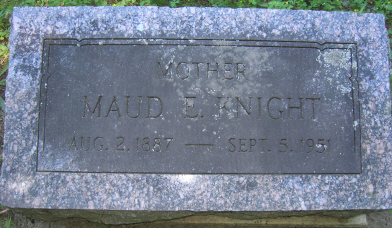 MOTHER
MAUD E. KNIGHT
AUG. 2, 1887 — SEPT. 5, 1951